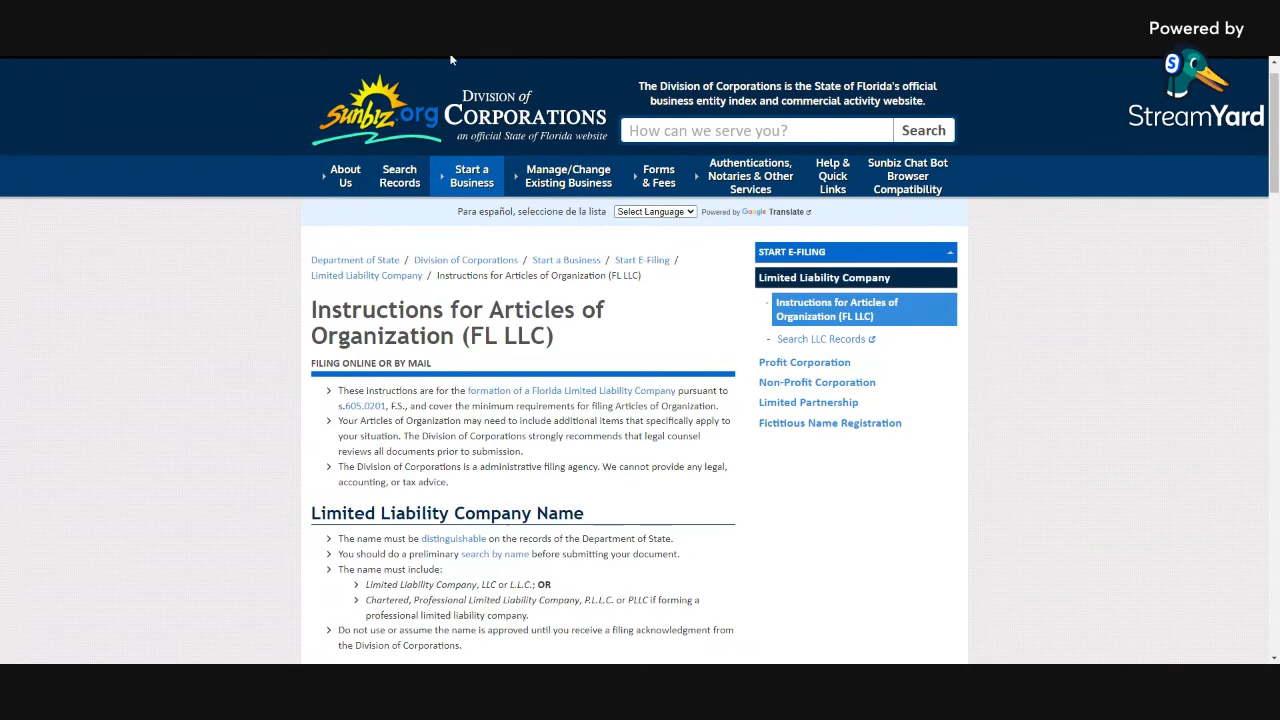 Powered by
StreamYard
sunbiz.org
DIVISION of
CORPORATIONS
an official State of Florida website
The Division of Corporations is the State of Florida's official
business entity index and commercial activity website.
How can we serve you?
Search
About
Us
Search
Records
Start a
Business
Manage/Change
Existing Business
Forms
& Fees
Authentications,
Notaries & Other
Services
Help &
Quick
Links
Sunbiz Chat Bot
Browser
Compatibility
Para español, seleccione de la lista
Select Language
Powered by Google Translate
Department of State / Division of Corporations / Start a Business / Start E-Filing /
Limited Liability Company / Instructions for Articles of Organization (FL LLC)
Instructions for Articles of
Organization (FL LLC)
FILING ONLINE OR BY MAIL
These instructions are for the formation of a Florida Limited Liability Company pursuant to
s.605.0201, F.S., and cover the minimum requirements for filing Articles of Organization.
Your Articles of Organization may need to include additional items that specifically apply to
your situation. The Division of Corporations strongly recommends that legal counsel
reviews all documents prior to submission.
The Division of Corporations is a administrative filing agency. We cannot provide any legal,
accounting, or tax advice.
Limited Liability Company Name
The name must be distinguishable on the records of the Department of State.
You should do a preliminary search by name before submitting your document.
The name must include:
Limited Liability Company, LLC or L.L.C.; OR
Chartered, Professional Limited Liability Company, P.L.L.C. or PLLC if forming a
professional limited liability company.
Do not use or assume the name is approved until you receive a filing acknowledgment from
the Division of Corporations.
START E-FILING
Limited Liability Company
- Instructions for Articles of
Organization (FL LLC)
- Search LLC Records
Profit Corporation
Non-Profit Corporation
Limited Partnership
Fictitious Name Registration